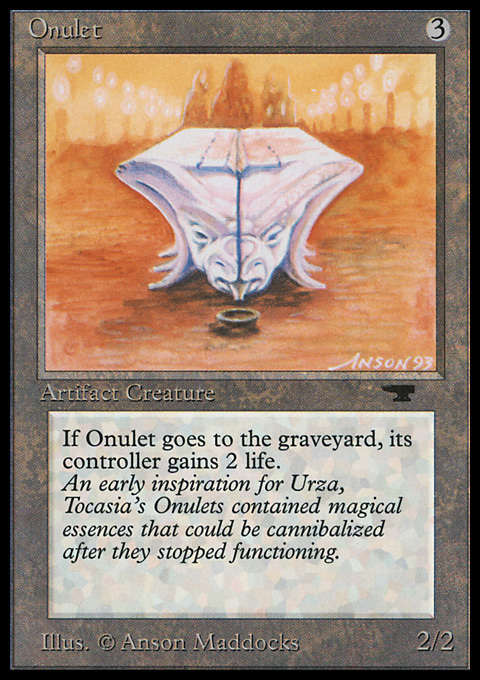 Onulet 3
ANSON 93
Artifact Creature
If Onulet goes to the graveyard, its
controller gains 2 life.
An early inspiration for Urza,
Tocasia's Onulets contained magical
essences that could be cannibalized
after they stopped functioning.
Illus. © Anson Maddocks 2/2